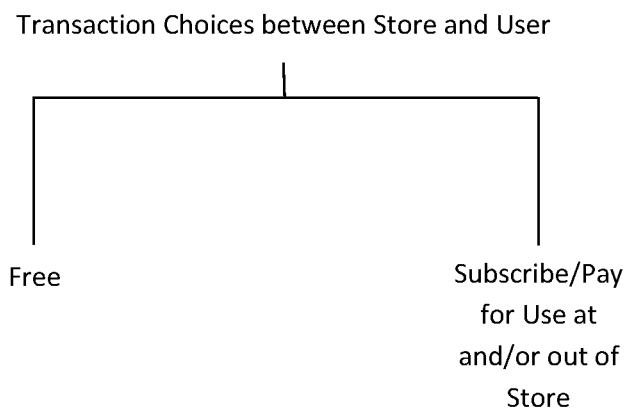 Transaction Choices between Store and User
Free
Subscribe/Pay
for Use at
and/or out of
Store